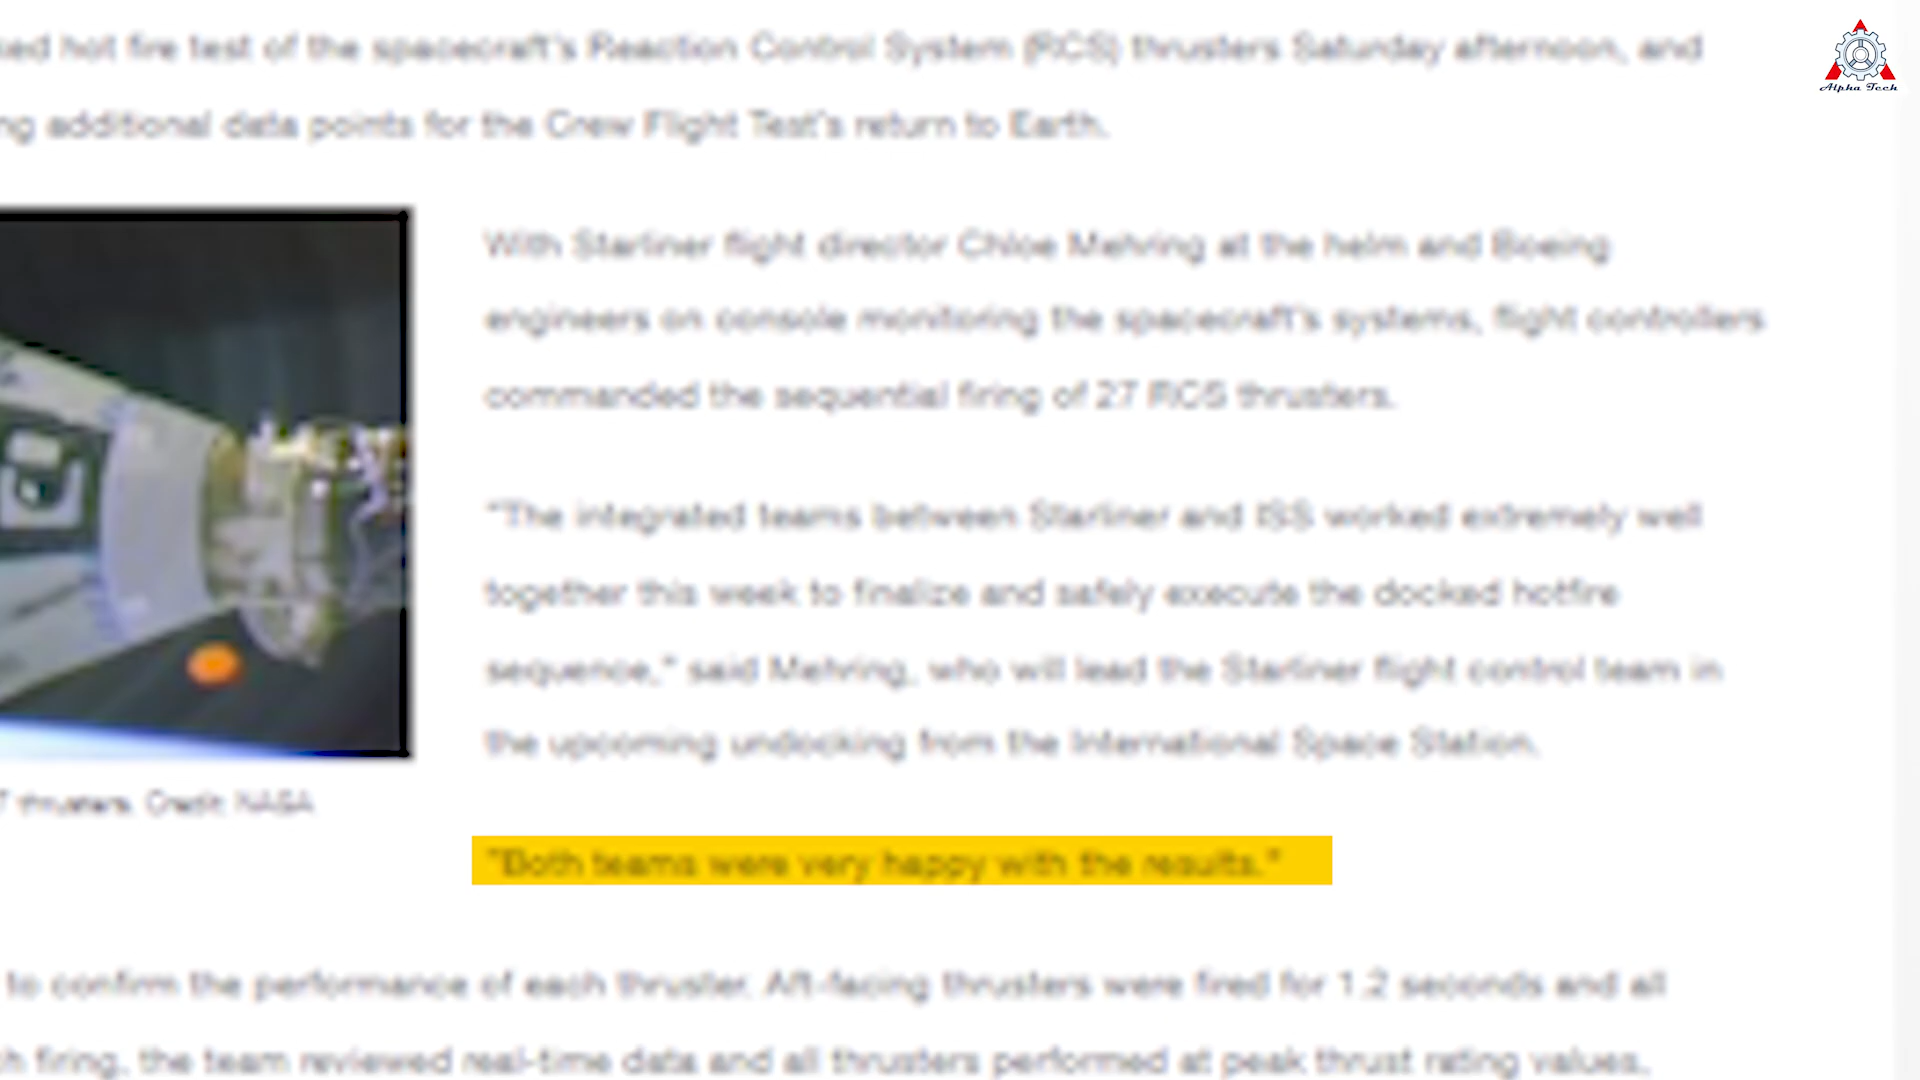 ked hot fire test of the spacecraft's Reaction Control System (RCS) thrusters Saturday afternoon, and
ng additional data points for the Crew Flight Test's return to Earth.
With Starliner flight director Chloe Mehring at the helm and Boeing
engineers on console monitoring the spacecraft's systems, flight controllers
commanded the sequential firing of 27 RCS thrusters.
"The integrated teams between Starliner and ISS worked extremely well
together this week to finalize and safely execute the docked hotfire
sequence," said Mehring, who will lead the Starliner flight control team in
the upcoming undocking from the International Space Station.
7 thrusters. Credit: NASA
"Both teams were very happy with the results."
to confirm the performance of each thruster. Aft-facing thrusters were fired for 1.2 seconds and all
h firing, the team reviewed real-time data and all thrusters performed at peak thrust rating values,
Alpha Tech